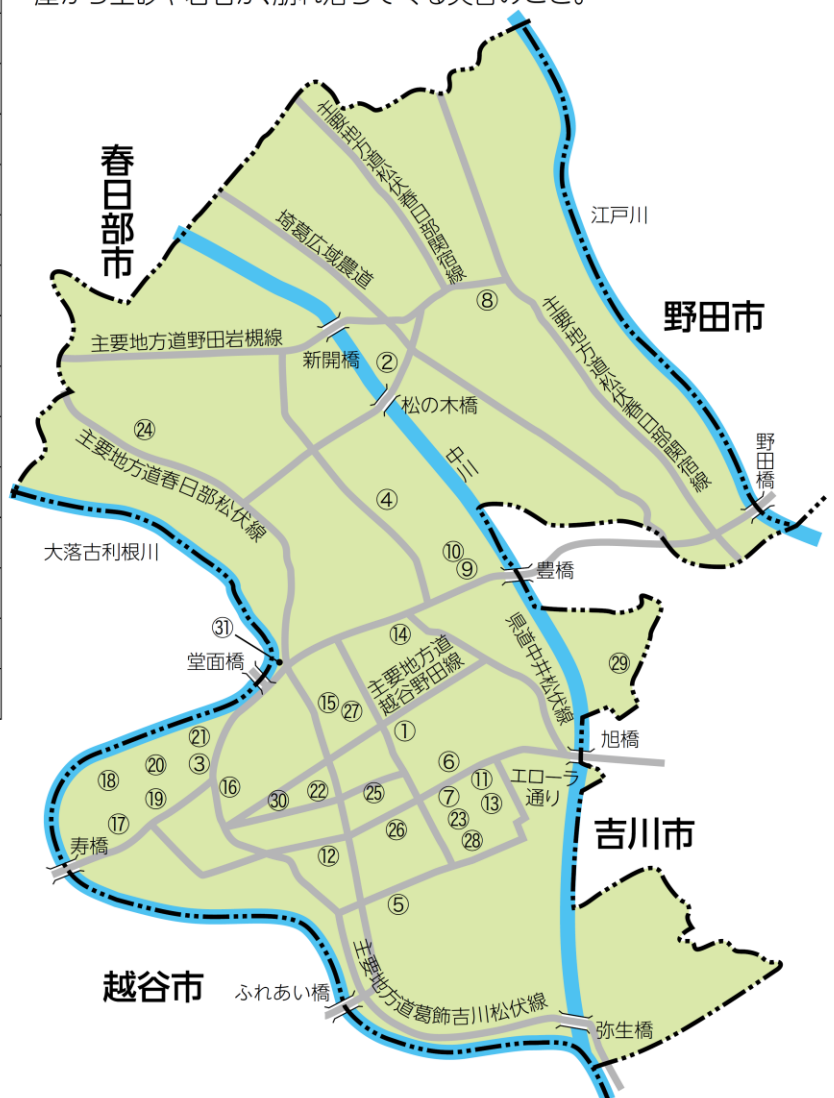 春日部市
主要地方道松伏春日部関宿線
江戸川
埼葛広域農道
⑧
野田市
主要地方道野田岩槻線
新開橋
②
主要地方道松伏春日部関宿線
松の木橋
㉔
主要地方道春日部松伏線
中川
野田橋
④
大落古利根川
⑩
⑨
豊橋
㉛
堂面橋
⑭
主要地方道
越谷野田線
県道中井松伏線
㉙
⑮
㉗
①
㉑
⑳
③
⑱
⑯
⑲
⑰
㉚
㉒
㉕
⑥
⑪
⑦
⑬
㉓
㉘
㉖
エローラ
通り
旭橋
吉川市
寿橋
⑫
⑤
越谷市
ふれあい橋
主要地方道葛飾吉川松伏線
弥生橋